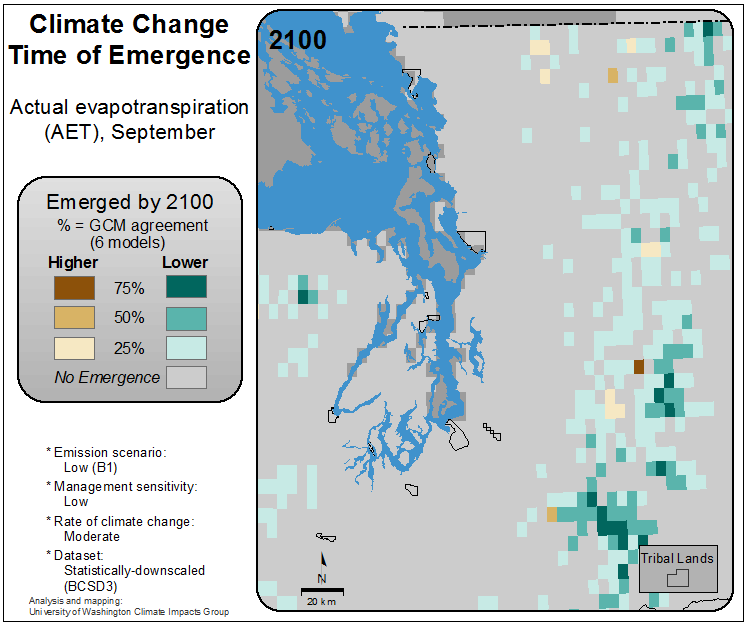 Climate Change
Time of Emergence
Actual evapotranspiration
(AET), September
Emerged by 2100
% = GCM agreement
(6 models)
Higher
Lower
75%
50%
25%
No Emergence
* Emission scenario:
Low (B1)
* Management sensitivity:
Low
* Rate of climate change:
Moderate
* Dataset:
Statistically-downscaled
(BCSD3)
Analysis and mapping:
University of Washington Climate Impacts Group
2100
N
20 km
Tribal Lands